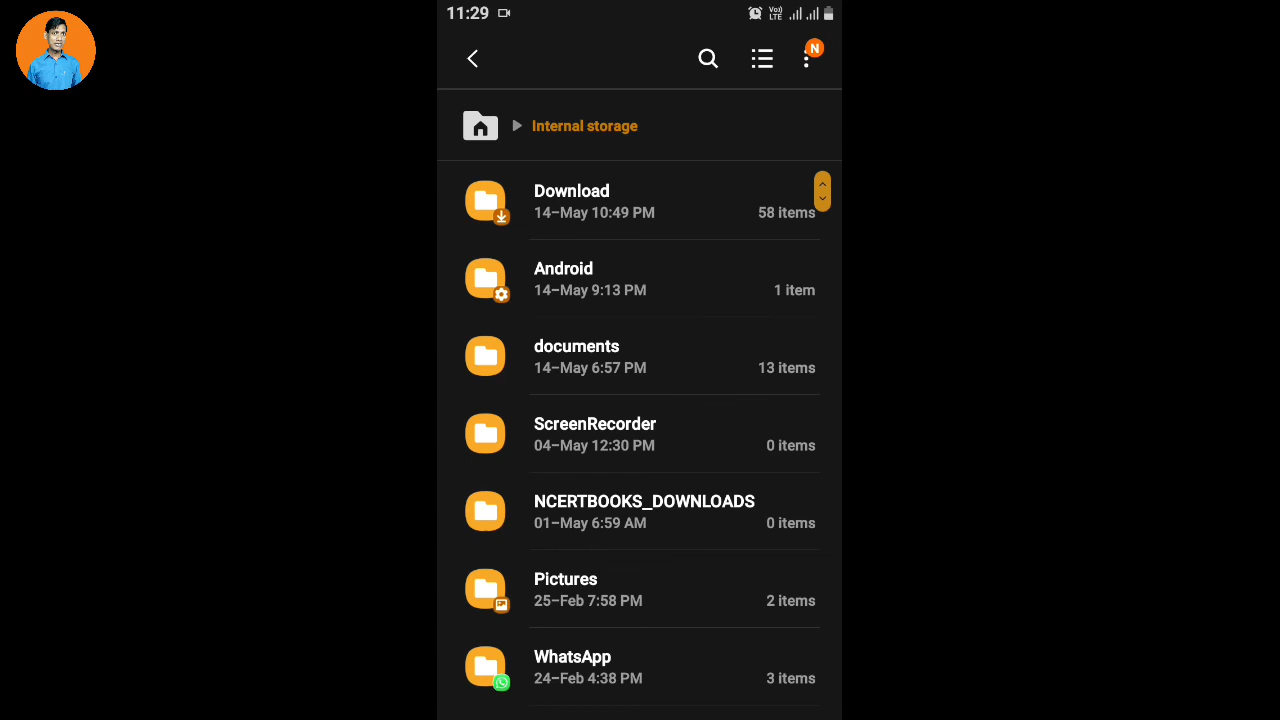 11:29
Vo))
LTE
N
Internal storage
Download
14-May 10:49 PM 58 items
Android
14-May 9:13 PM 1 item
documents
14-May 6:57 PM 13 items
ScreenRecorder
04-May 12:30 PM 0 items
NCERTBOOKS_DOWNLOADS
01-May 6:59 AM 0 items
Pictures
25-Feb 7:58 PM 2 items
WhatsApp
24-Feb 4:38 PM 3 items